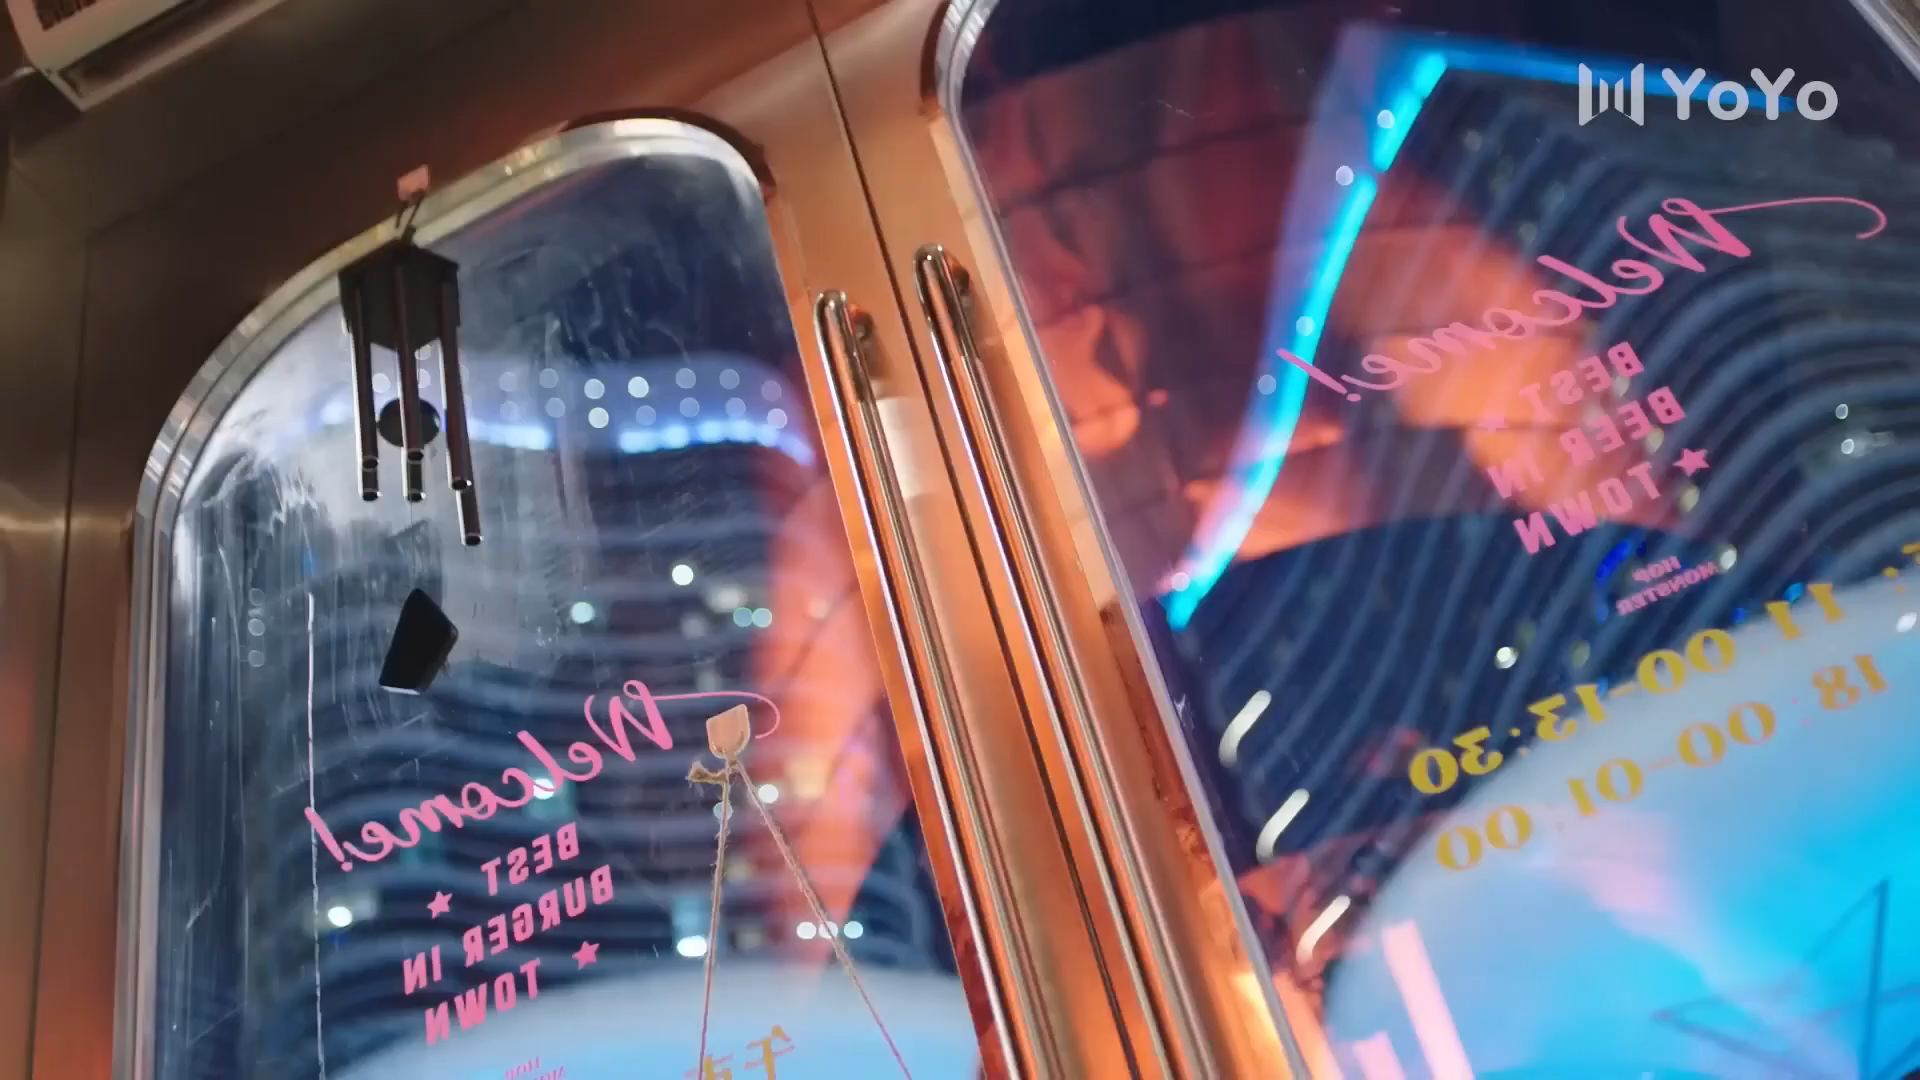 YoYo
Welcome!
BEST
BURGER IN
TOWN
Welcome!
BEST
BEER IN
TOWN
HOP
MONSTER
11:00-13:30
18:00-01:00